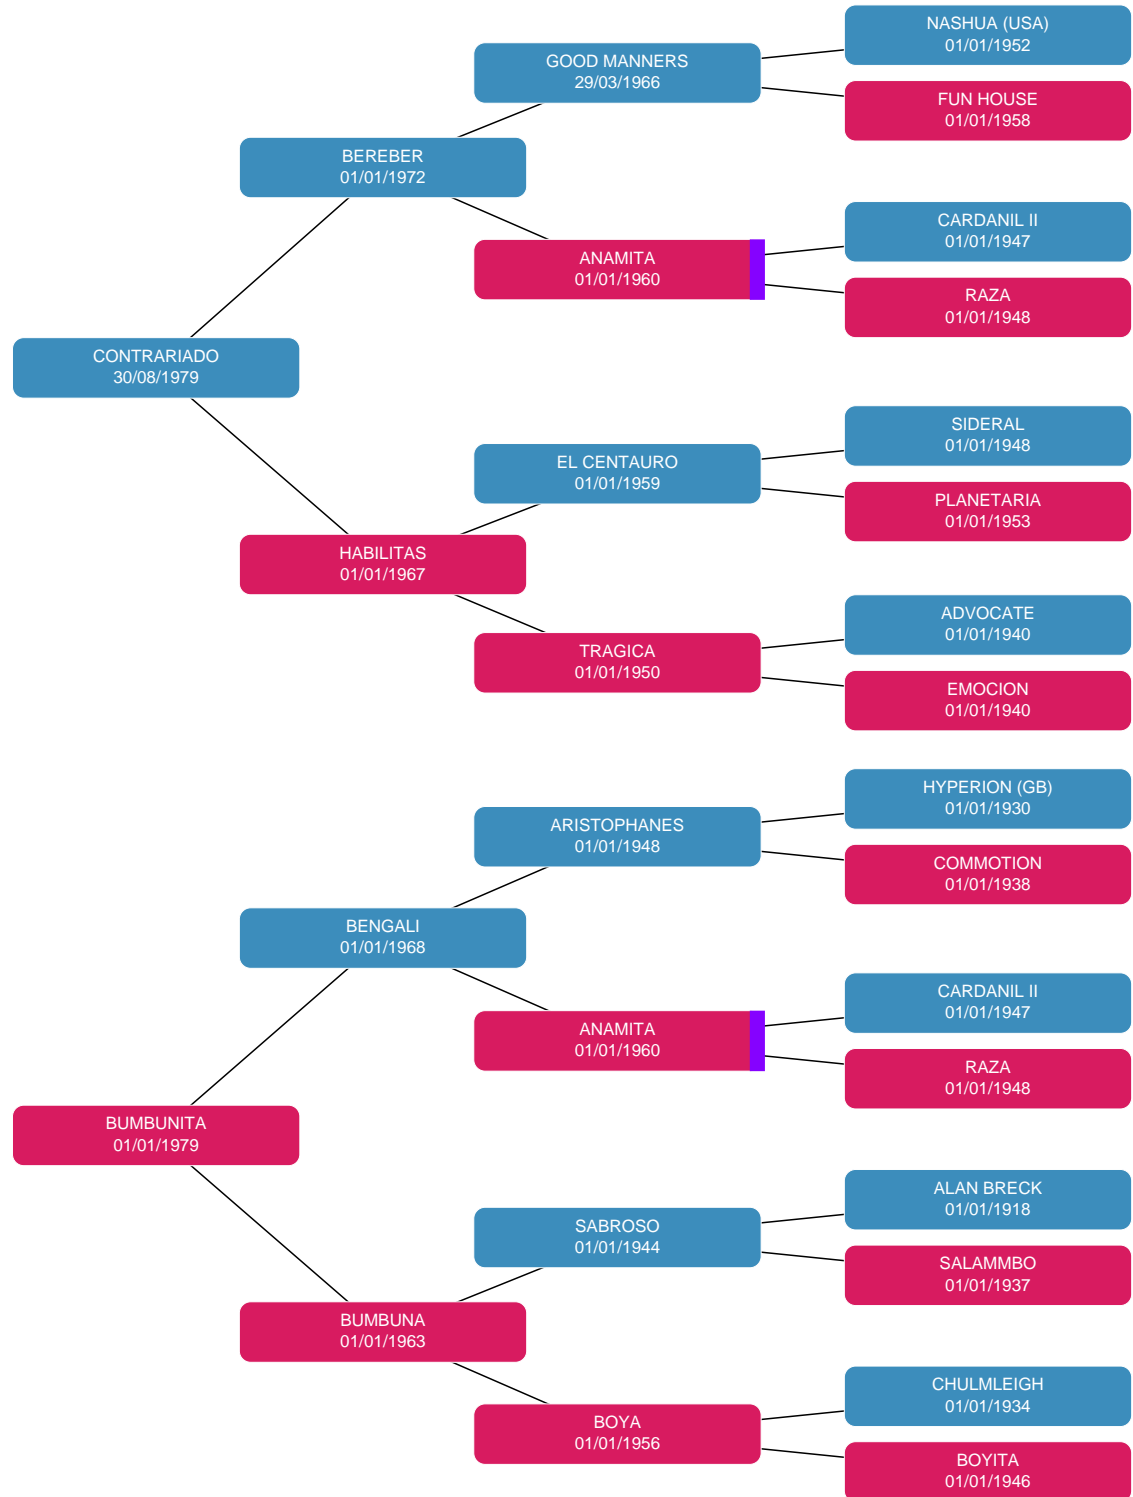 NASHUA (USA)
01/01/1952
GOOD MANNERS
29/03/1966
FUN HOUSE
01/01/1958
BEREBER
01/01/1972
CARDANIL II
01/01/1947
ANAMITA
01/01/1960
RAZA
01/01/1948
CONTRARIADO
30/08/1979
SIDERAL
01/01/1948
EL CENTAURO
01/01/1959
PLANETARIA
01/01/1953
HABILITAS
01/01/1967
ADVOCATE
01/01/1940
TRAGICA
01/01/1950
EMOCION
01/01/1940
HYPERION (GB)
01/01/1930
ARISTOPHANES
01/01/1948
COMMOTION
01/01/1938
BENGALI
01/01/1968
CARDANIL II
01/01/1947
ANAMITA
01/01/1960
RAZA
01/01/1948
BUMBUNITA
01/01/1979
ALAN BRECK
01/01/1918
SABROSO
01/01/1944
SALAMMBO
01/01/1937
BUMBUNA
01/01/1963
CHULMLEIGH
01/01/1934
BOYA
01/01/1956
BOYITA
01/01/1946